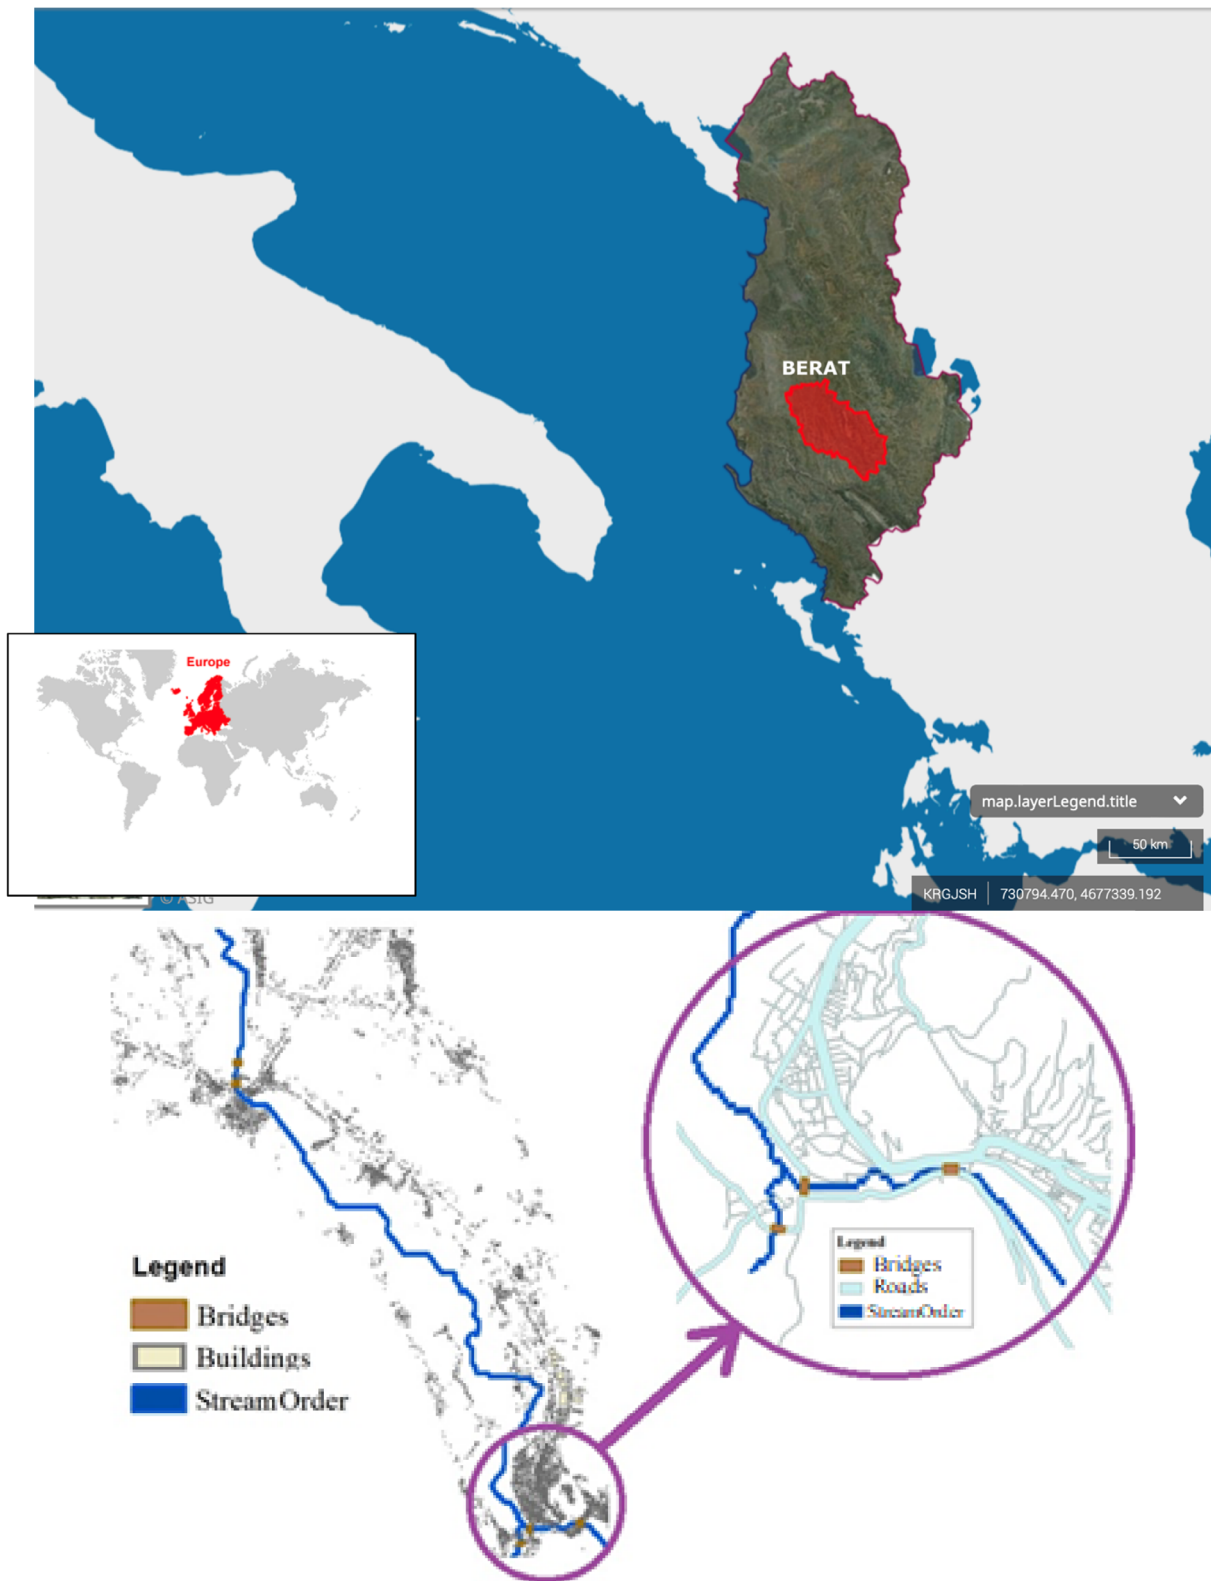 BERAT
Europe
map.layerLegend.title
50 km
© ASIG
KRGJSH 730794.470, 4677339.192
Legend
Bridges
Buildings
StreamOrder
Legend
Bridges
Roads
StreamOrder